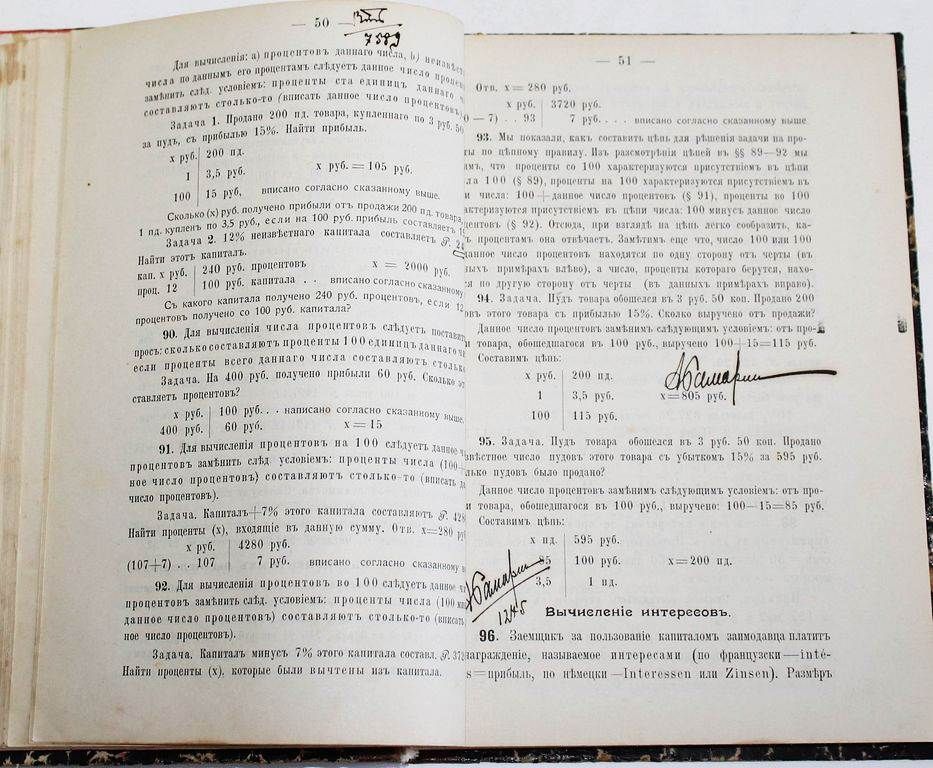 — 50 —
7589
Для вычисленія: а) процентовъ даннаго числа, b)
числа по даннымъ его процентамъ слѣдуетъ данное число
замѣнить слѣд. условіемъ: проценты ста единицъ даннаго
составляютъ столько-то (вписать данное число процентовъ
Задача 1. Продано 200 пд. товара, купленнаго по 3 руб. 50
за пудъ, съ прибылью 15%. Найти прибыль.
х руб. 200 пд.
1 3,5 руб. х руб. = 105 руб.
100 15 руб, вписано согласно сказанному выше.
Сколько (х) руб. получено прибыли отъ продажи 200 пд. товара,
1 пд. купленъ по 3,5 руб., если на 100 руб. прибыль составляетъ
Задача 2. 12% неизвѣстнаго капитала составляетъ
Найти этотъ капиталъ.
кап. х руб. 240 руб. процентовъ х = 2000 руб.
проц. 12 100 руб. капитала . . вписано согласно сказанному
Съ какого капитала получено 240 руб. процентовъ, если 12
процентовъ получено со 100 руб. капитала?
90. Для вычисленія числа процентовъ слѣдуетъ
просъ: сколько составляютъ проценты 100 единицъ даннаго
если проценты всего даннаго числа составляютъ
Задача. На 400 руб. получено прибыли 60 руб. Сколько
ставляетъ процентовъ?
х руб. 100 руб. . . написано согласно сказанному выше.
400 руб. 60 руб. х = 15
91. Для вычисленія процентовъ на 100 слѣдуетъ данное
процентовъ замѣнить слѣд. условіемъ: проценты числа (100
ное число процентовъ) составляютъ столько-то (вписать
число процентовъ).
Задача. Капиталъ+7% этого капитала составляютъ
Найти проценты (х), входящіе въ данную сумму. Отв. х=280
х руб. 4280 руб.
(107+7) . . 107 7 руб. вписано согласно сказанному
92. Для вычисленія процентовъ во 100 слѣдуетъ данное
процентовъ замѣнить слѣд. условіемъ: проценты числа (100
данное число процентовъ) составляютъ столько-то
ное число процентовъ).
Задача. Капиталъ минусъ 7% этого капитала составл.
Найти проценты (х). которые были вычтены изъ капитала.
— 51 —
Отв. х = 280 руб.
х руб. 3720 руб.
0 — 7) . . 93 7 руб. . . . вписано согласно сказанному выше.
93. Мы показали, какъ составить цѣпь для рѣшенія задачи на про-
ты по цѣпному правилу. Изъ разсмотрѣнія цѣпей въ §§ 89—92 мы
имъ, что проценты со 100 характеризуются присутствіемъ въ цѣпи
ла 100 (§ 89), проценты на 100 характеризуются присутствіемъ въ
и числа: 100+данное число процентовъ (§ 91), проценты во 100
актеризуются присутствіемъ въ цѣпи числа: 100 минусъ данное число
центовъ (§ 92). Отсюда, при взглядѣ на цѣпь легко сообразить, ка-
ъ процентамъ она отвѣчаетъ. Замѣтимъ еще что, число 100 или 100
данное число процентовъ находятся по одну сторону отъ черты (въ
ныхъ примѣрахъ влѣво), а число, проценты котораго берутся, нахо-
ся по другую сторону отъ черты (въ данныхъ примѣрахъ вправо).
94. Задача. Пудъ товара обошелся въ 3 руб. 50 коп. Продано 200
овъ этого товара съ прибылью 15%. Сколько выручено отъ продажи?
Данное число процентовъ замѣнимъ слѣдующимъ условіемъ: отъ про-
и товара, обошедшагося въ 100 руб., выручено 100+15=115 руб.
Составимъ цѣпь:
х руб. 200 пд.
1 3,5 руб. х=805 руб.
100 115 руб.
95. Задача. Пудъ товара обошелся въ 3 руб. 50 коп. Продано
звѣстное число пудовъ этого товара съ убыткомъ 15% за 595 руб.
лько пудовъ было продано?
Данное число процентовъ замѣнимъ слѣдующимъ условіемъ: отъ про-
и товара, обошедшагося въ 100 руб., выручено: 100—15=85 руб.
Составимъ цѣпь:
х пд. 595 руб.
85 100 руб. х=200 пд.
3,5 1 пд.
1245
Вычисленіе интересовъ.
96. Заемщикъ за пользованіе капиталомъ заимодавца платитъ
награжденіе, называемое интересами (по французски—inté-
s=прибыль, по нѣмецки—Interessen или Zinsen). Размѣръ